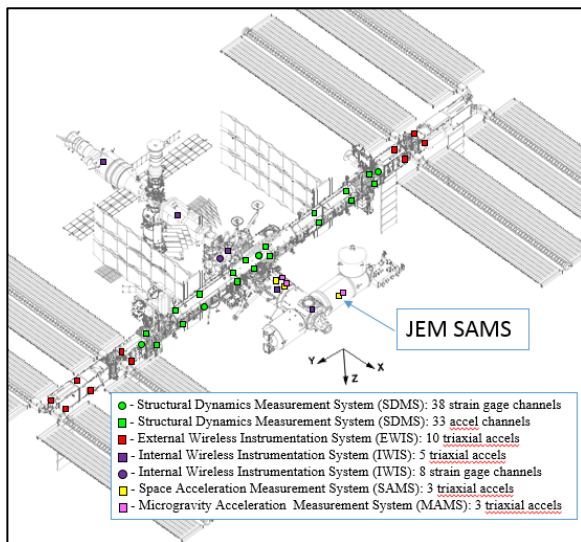 JEM SAMS
Y
X
Z
- Structural Dynamics Measurement System (SDMS): 38 strain gage channels
- Structural Dynamics Measurement System (SDMS): 33 accel channels
- External Wireless Instrumentation System (EWIS): 10 triaxial accels
- Internal Wireless Instrumentation System (IWIS): 5 triaxial accels
- Internal Wireless Instrumentation System (IWIS): 8 strain gage channels
- Space Acceleration Measurement System (SAMS): 3 triaxial accels
- Microgravity Acceleration Measurement System (MAMS): 3 triaxial accels